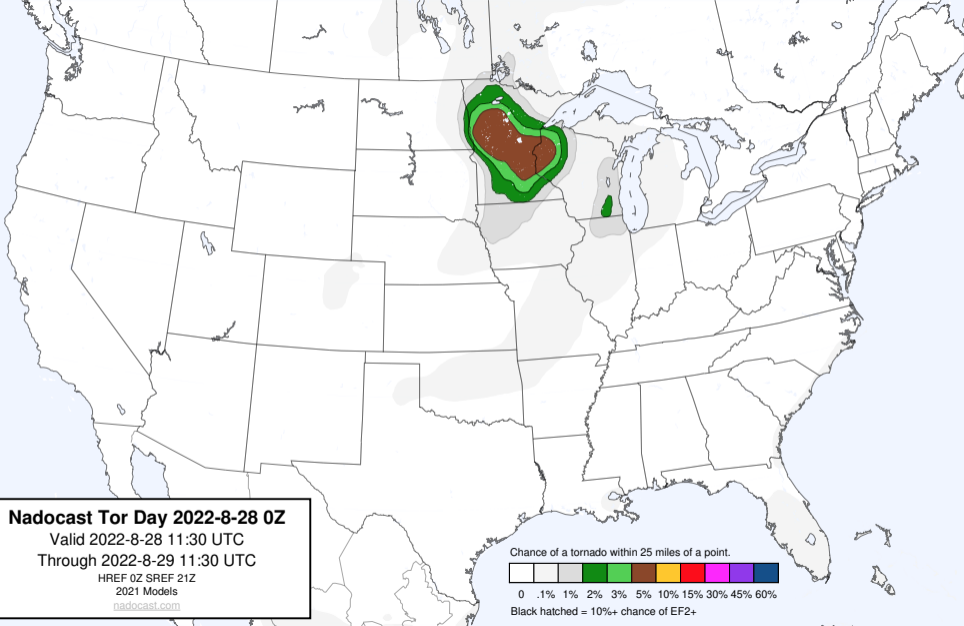 Nadocast Tor Day 2022-8-28 0Z
Valid 2022-8-28 11:30 UTC
Through 2022-8-29 11:30 UTC
HREF 0Z SREF 21Z
2021 Models
nadocast.com
Chance of a tornado within 25 miles of a point.
0 .1% 1% 2% 3% 5% 10% 15% 30% 45% 60%
Black hatched = 10%+ chance of EF2+